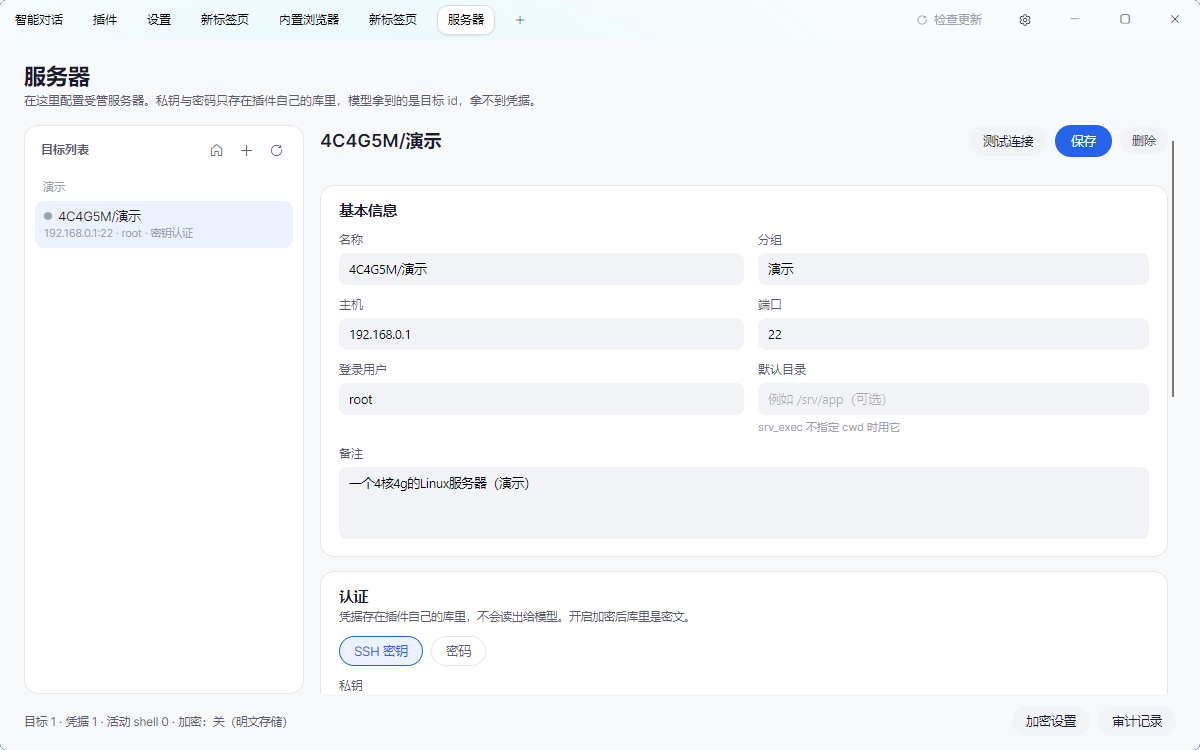 智能对话 插件 设置 新标签页 内置浏览器 新标签页 服务器 + 检查更新
服务器
在这里配置受管服务器。私钥与密码只存在插件自己的库里，模型拿到的是目标 id，拿不到凭据。
目标列表
演示
4C4G5M/演示
192.168.0.1:22 · root · 密钥认证
4C4G5M/演示 测试连接 保存 删除
基本信息
名称 分组
4C4G5M/演示 演示
主机 端口
192.168.0.1 22
登录用户 默认目录
root 例如 /srv/app（可选）
srv_exec 不指定 cwd 时用它
备注
一个4核4g的Linux服务器（演示）
认证
凭据存在插件自己的库里，不会读出给模型。开启加密后库里是密文。
SSH 密钥 密码
私钥
目标 1 · 凭据 1 · 活动 shell 0 · 加密：关（明文存储） 加密设置 审计记录